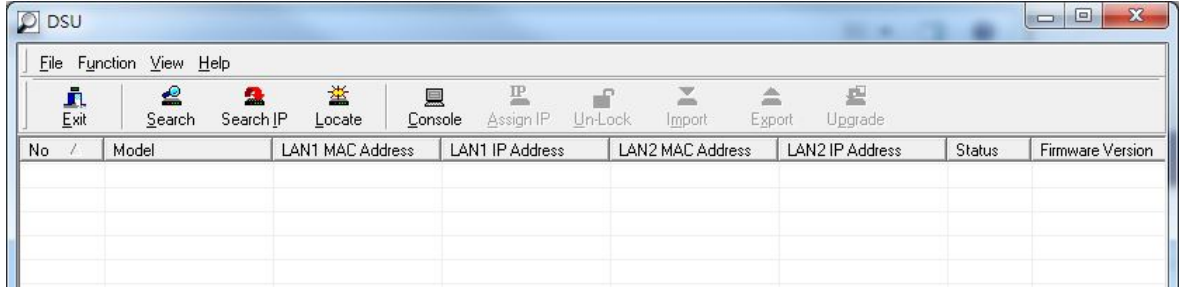 DSU
File Function View Help
Exit Search Search IP Locate Console Assign IP Un-Lock Import Export Upgrade
No Model LAN1 MAC Address LAN1 IP Address LAN2 MAC Address LAN2 IP Address Status Firmware Version